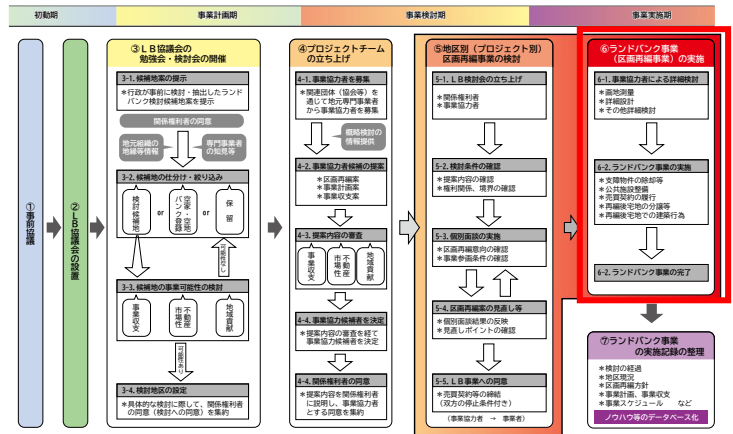 初動期
事業計画期
事業検討期
事業実施期
①事前協議
②LB協議会の設置
③LB協議会の
勉強会・検討会の開催
3-1. 候補地案の提示
＊行政が事前に検討・抽出したランド
バンク検討候補地案を提示
関係権利者の同意
地元組織の
地縁等情報
専門事業者
の知見等
3-2. 候補地の仕分け・絞り込み
検討候補地
or
空家・空地
バンク登録
or
保留
可能性なし
3-3. 候補地の事業可能性の検討
事業収支
不動産
市場性
地域貢献
可能性あり
3-4. 検討地区の設定
＊具体的な検討に際して、関係権利者
の同意（検討への同意）を集約
④プロジェクトチーム
の立ち上げ
4-1. 事業協力者を募集
＊関連団体（協会等）を
通じて地元専門事業者
から事業協力者を募集
概略検討の
情報提供
4-2. 事業協力者候補の提案
＊区画再編案
＊事業計画案
＊事業収支案
4-3. 提案内容の審査
事業収支
不動産
市場性
地域貢献
4-4. 事業協力候補者を決定
＊提案内容の審査を経て
事業協力候補者を決定
4-4. 関係権利者の同意
＊提案内容を関係権利者
に説明し、事業協力者
とする同意を集約
⑤地区別（プロジェクト別）
区画再編事業の検討
5-1. LB検討会の立ち上げ
＊関係権利者
＊事業協力者
5-2. 検討条件の確認
＊提案内容の確認
＊権利関係、境界の確認
5-3. 個別面談の実施
＊区画再編意向の確認
＊事業参画条件の確認
5-4. 区画再編案の見直し等
＊個別面談結果の反映
＊見直しポイントの確認
5-5. LB事業への同意
＊売買契約等の締結
（双方の停止条件付き）
（事業協力者 → 事業者）
⑥ランドバンク事業
（区画再編事業）の実施
6-1. 事業協力者による詳細検討
＊画地測量
＊詳細設計
＊その他詳細検討
6-2. ランドバンク事業の実施
＊支障物件の除却等
＊公共施設整備
＊売買契約の履行
＊再編後宅地の分譲等
＊再編後宅地での建築行為
6-2. ランドバンク事業の完了
⑦ランドバンク事業
の実施記録の整理
＊検討の経過
＊地区現況
＊区画再編方針
＊事業計画、事業収支
＊事業スケジュール など
ノウハウ等のデータベース化